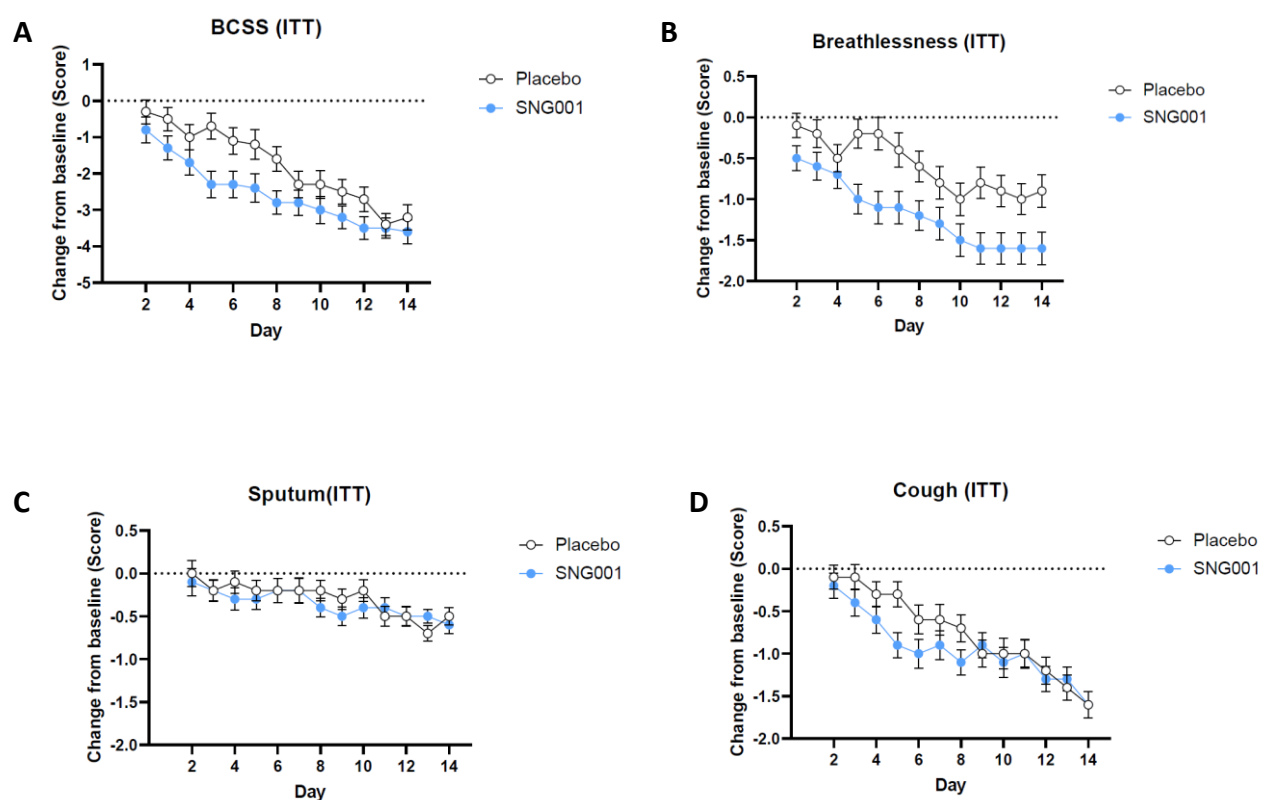 A
BCSS (ITT)
Change from baseline (Score)
1
0
-1
-2
-3
-4
-5
2 4 6 8 10 12 14
Day
Placebo
SNG001
B
Breathlessness (ITT)
Change from baseline (Score)
0.5
0.0
-0.5
-1.0
-1.5
-2.0
2 4 6 8 10 12 14
Day
Placebo
SNG001
C
Sputum(ITT)
Change from baseline (Score)
0.5
0.0
-0.5
-1.0
-1.5
-2.0
2 4 6 8 10 12 14
Day
Placebo
SNG001
D
Cough (ITT)
Change from baseline (Score)
0.5
0.0
-0.5
-1.0
-1.5
-2.0
2 4 6 8 10 12 14
Day
Placebo
SNG001